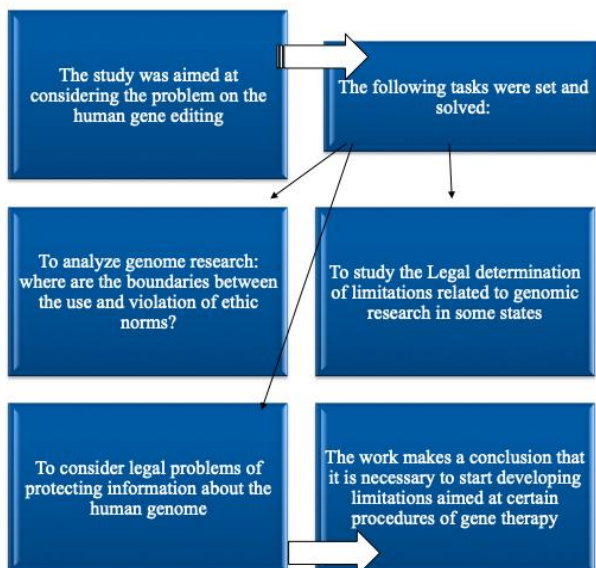 The study was aimed at
considering the problem on the
human gene editing
The following tasks were set and
solved:
To analyze genome research:
where are the boundaries between
the use and violation of ethic
norms?
To study the Legal determination
of limitations related to genomic
research in some states
To consider legal problems of
protecting information about the
human genome
The work makes a conclusion that
it is necessary to start developing
limitations aimed at certain
procedures of gene therapy